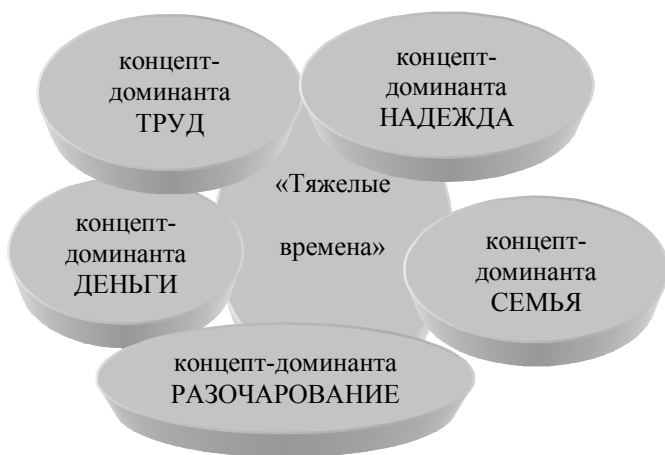 концепт-
доминанта
ТРУД
концепт-
доминанта
НАДЕЖДА
«Тяжелые
времена»
концепт-
доминанта
ДЕНЬГИ
концепт-
доминанта
СЕМЬЯ
концепт-доминанта
РАЗОЧАРОВАНИЕ